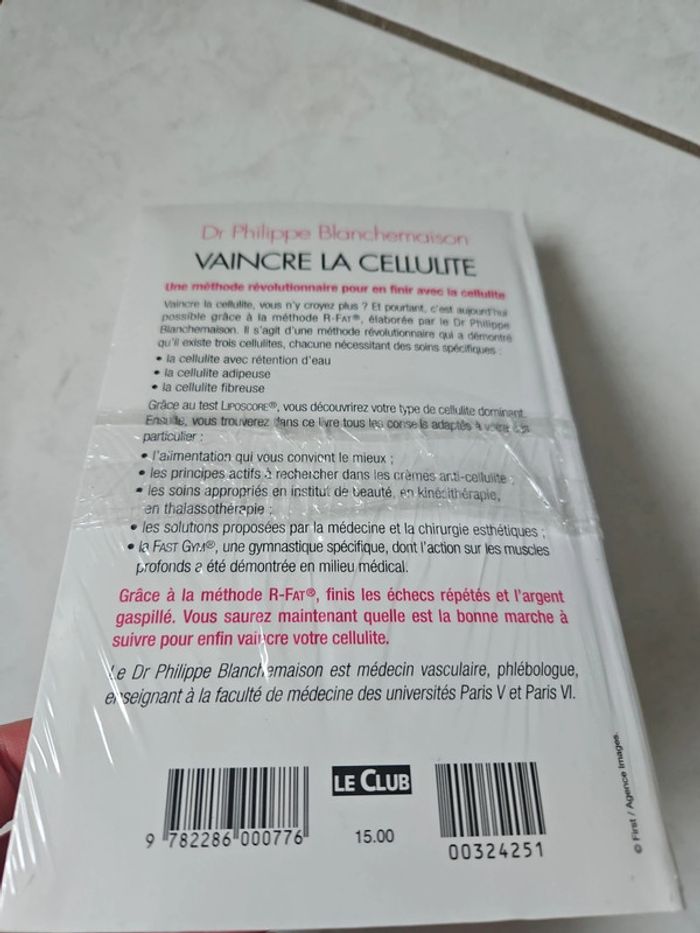 Dr Philippe Blanchemaison
VAINCRE LA CELLULITE
Une méthode révolutionnaire pour en finir avec la cellulite
Vaincre la cellulite, vous n'y croyez plus ? Et pourtant, c'est aujourd'hui
possible grâce à la méthode R-FAT®, élaborée par le Dr Philippe
Blanchemaison. Il s'agit d'une méthode révolutionnaire qui a démontré
qu'il existe trois cellulites, chacune nécessitant des soins spécifiques :
• la cellulite avec rétention d'eau
• la cellulite adipeuse
• la cellulite fibreuse
Grâce au test LIPOSCORE®, vous découvrirez votre type de cellulite dominant.
Ensuite, vous trouverez dans ce livre tous les conseils adaptés à votre cas
particulier :
• l'alimentation qui vous convient le mieux ;
• les principes actifs à rechercher dans les crèmes anti-cellulite ;
• les soins appropriés en institut de beauté, en kinésithérapie,
en thalassothérapie ;
• les solutions proposées par la médecine et la chirurgie esthétiques ;
• la FAST GYM®, une gymnastique spécifique, dont l'action sur les muscles
profonds a été démontrée en milieu médical.
Grâce à la méthode R-FAT®, finis les échecs répétés et l'argent
gaspillé. Vous saurez maintenant quelle est la bonne marche à
suivre pour enfin vaincre votre cellulite.
Le Dr Philippe Blanchemaison est médecin vasculaire, phlébologue,
enseignant à la faculté de médecine des universités Paris V et Paris VI.
LE CLUB
9 782286 000776
15.00
00324251
© First / Agence Images.